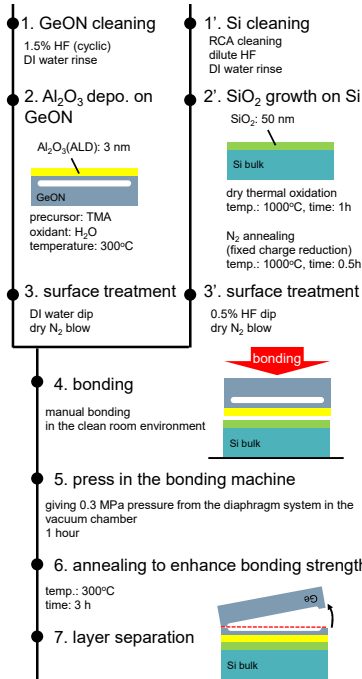 1. GeON cleaning
1.5% HF (cyclic)
DI water rinse
1'. Si cleaning
RCA cleaning
dilute HF
DI water rinse
2. Al₂O₃ depo. on
GeON
Al₂O₃(ALD): 3 nm
GeON
precursor: TMA
oxidant: H₂O
temperature: 300ºC
2'. SiO₂ growth on Si
SiO₂: 50 nm
Si bulk
dry thermal oxidation
temp.: 1000ºC, time: 1h
N₂ annealing
(fixed charge reduction)
temp.: 1000ºC, time: 0.5h
3. surface treatment
DI water dip
dry N₂ blow
3'. surface treatment
0.5% HF dip
dry N₂ blow
bonding
4. bonding
manual bonding
in the clean room environment
Si bulk
5. press in the bonding machine
giving 0.3 MPa pressure from the diaphragm system in the
vacuum chamber
1 hour
6. annealing to enhance bonding strength
temp.: 300ºC
time: 3 h
Ge
7. layer separation
Si bulk